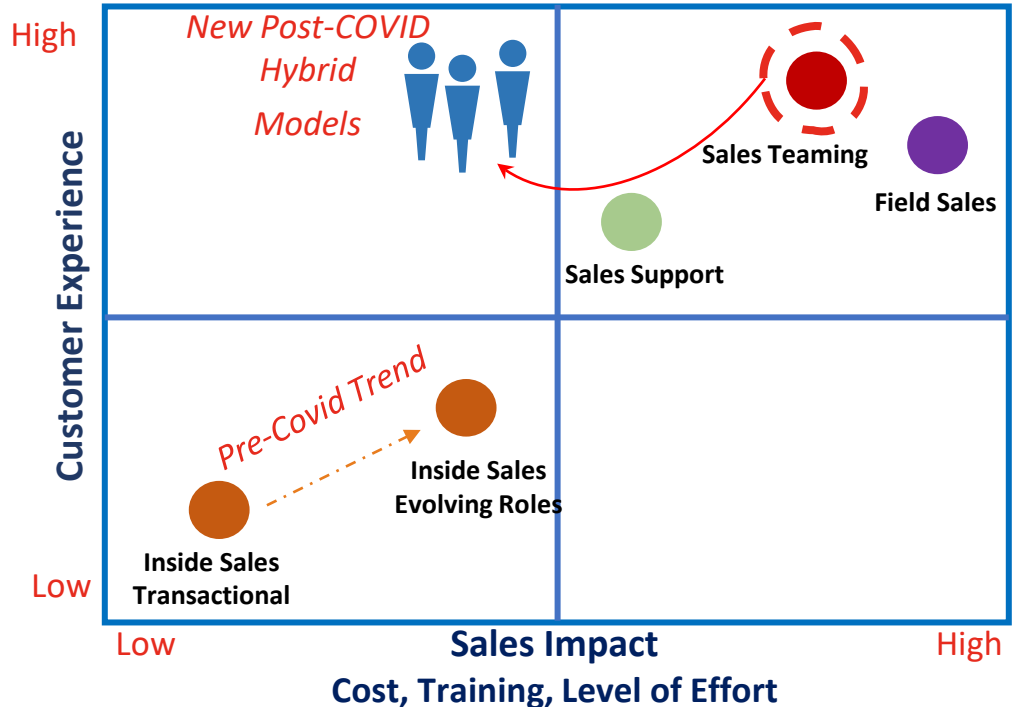 High
New Post-COVID
Hybrid
Models
Sales Teaming
Field Sales
Sales Support
Customer Experience
Pre-Covid Trend
Inside Sales
Evolving Roles
Inside Sales
Transactional
Low
Low
Sales Impact
High
Cost, Training, Level of Effort